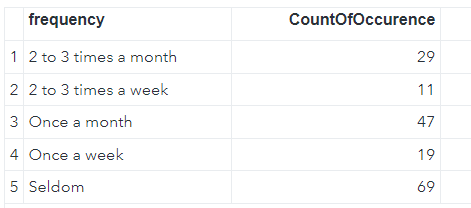 frequency CountOfOccurence
1 2 to 3 times a month 29
2 2 to 3 times a week 11
3 Once a month 47
4 Once a week 19
5 Seldom 69